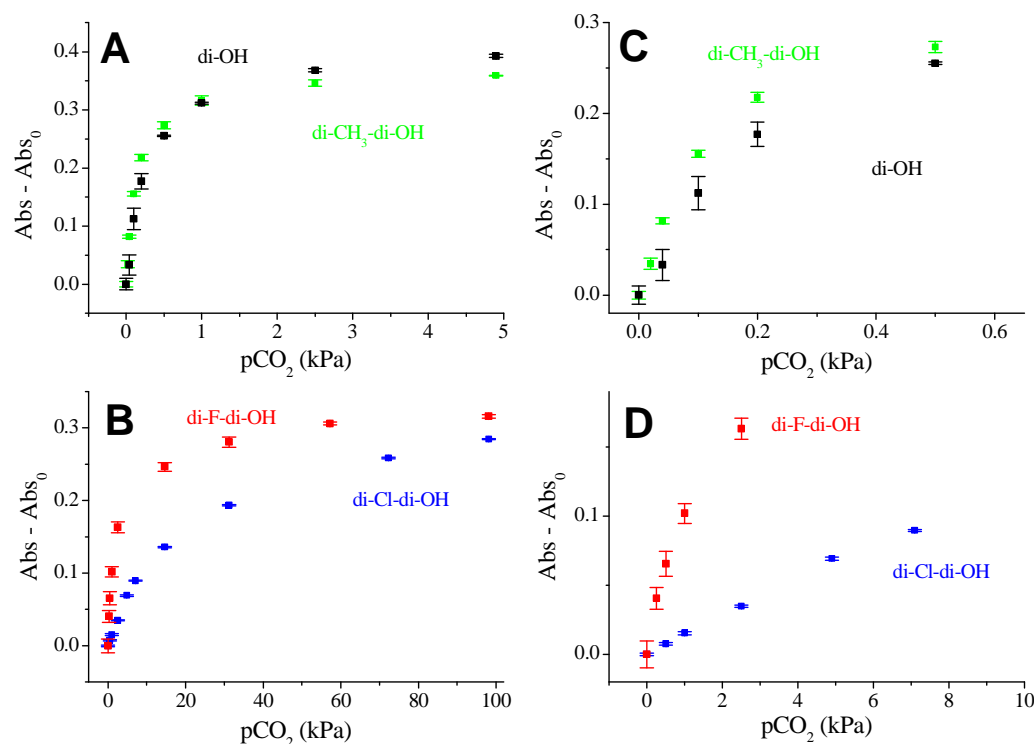 A
di-OH
di-CH₃-di-OH
Abs - Abs₀
0.4
0.3
0.2
0.1
0.0
0 1 2 3 4 5
pCO₂ (kPa)
C
di-CH₃-di-OH
di-OH
Abs - Abs₀
0.3
0.2
0.1
0.0
0.0 0.2 0.4 0.6
pCO₂ (kPa)
B
di-F-di-OH
di-Cl-di-OH
Abs - Abs₀
0.3
0.2
0.1
0.0
0 20 40 60 80 100
pCO₂ (kPa)
D
di-F-di-OH
di-Cl-di-OH
Abs - Abs₀
0.1
0.0
0 2 4 6 8 10
pCO₂ (kPa)